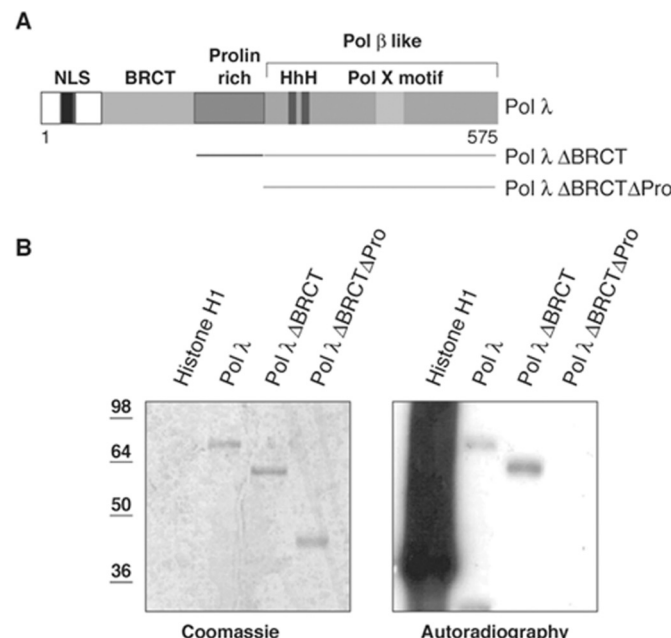 A
Pol β like
Prolin
rich
NLS BRCT HhH Pol X motif
Pol λ
1 575
Pol λ ΔBRCT
Pol λ ΔBRCTΔPro
B
Histone H1 Pol λ Pol λ ΔBRCT Pol λ ΔBRCTΔPro
Histone H1 Pol λ Pol λ ΔBRCT Pol λ ΔBRCTΔPro
98
64
50
36
Coomassie Autoradiography